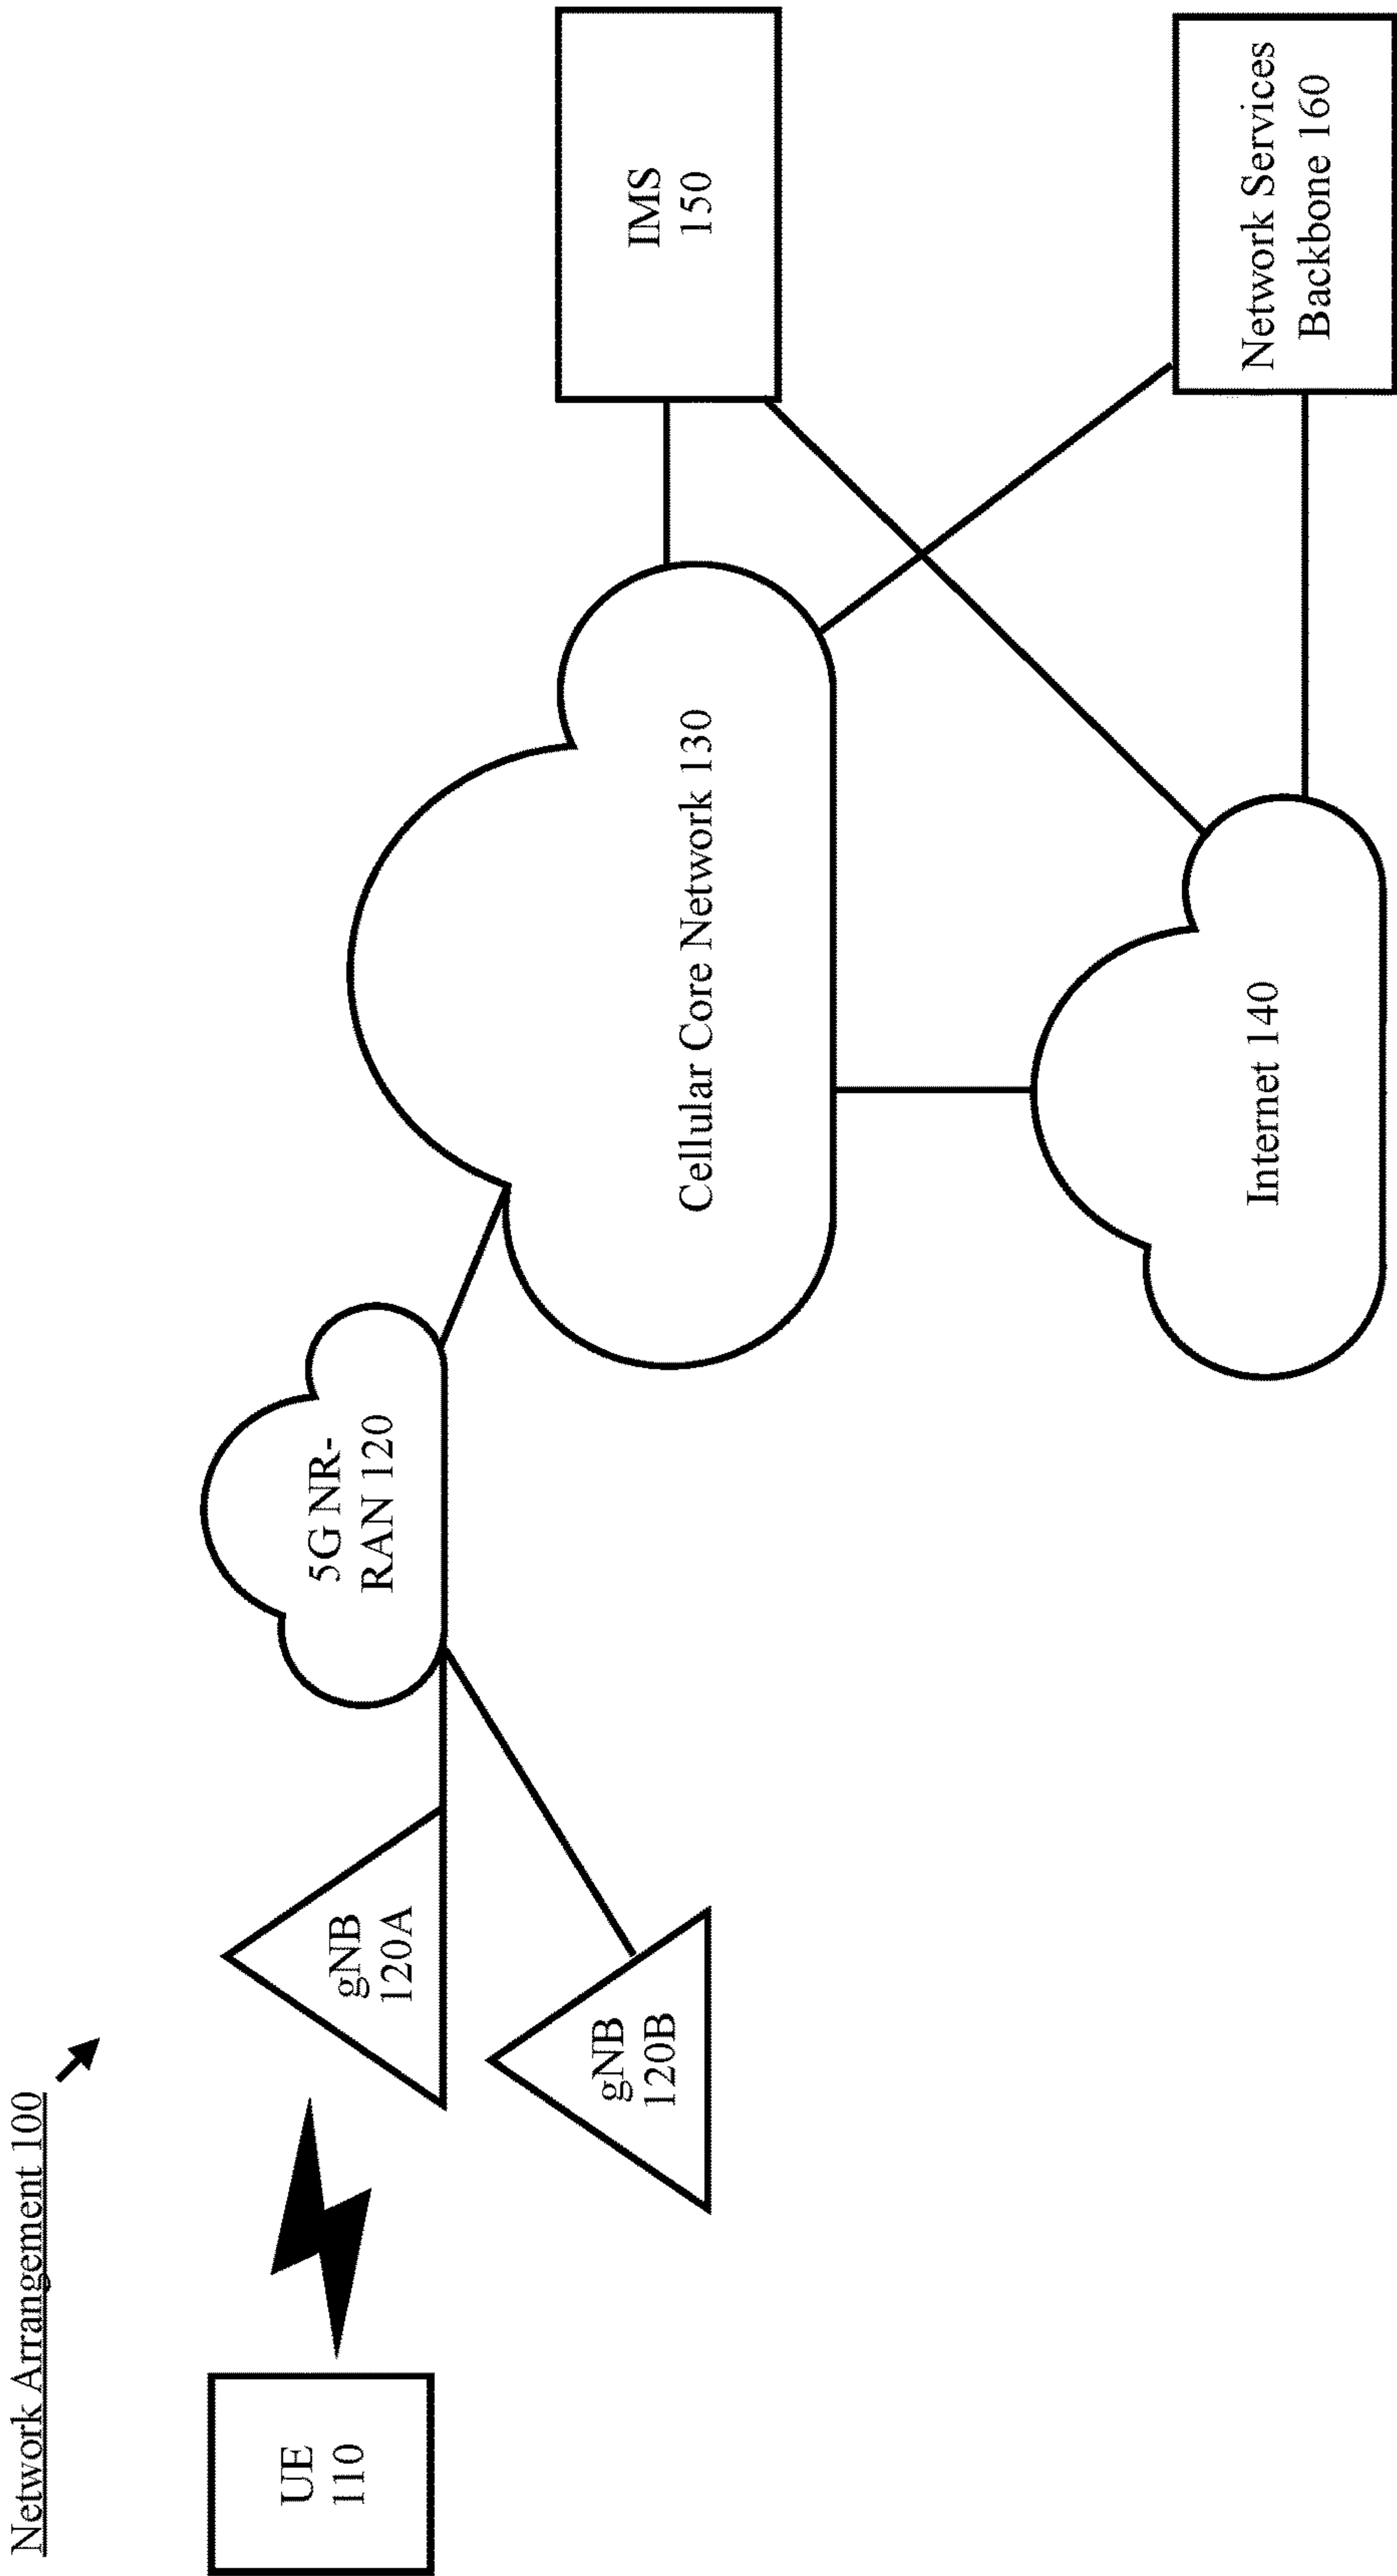 Network Arrangement 100
UE
110
gNB
120A
gNB
120B
5G NR-
RAN 120
Cellular Core Network 130
Internet 140
IMS
150
Network Services
Backbone 160